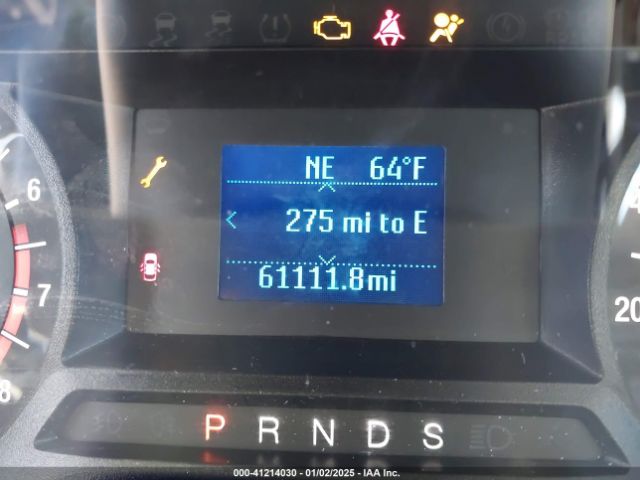 NE 64°F
275 mi to E
61111.8mi
6
7
8
20
P R N D S
000-41214030 - 01/02/2025 - IAA Inc.